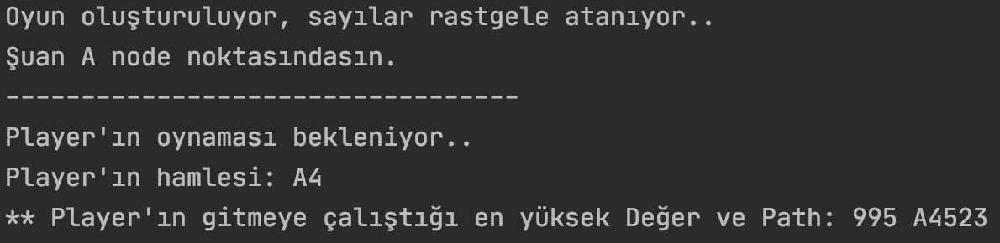 Oyun oluşturuluyor, sayılar rastgele atanıyor..
Şuan A node noktasındasın.
----------------------------------
Player'ın oynaması bekleniyor..
Player'ın hamlesi: A4
** Player'ın gitmeye çalıştığı en yüksek Değer ve Path: 995 A4523